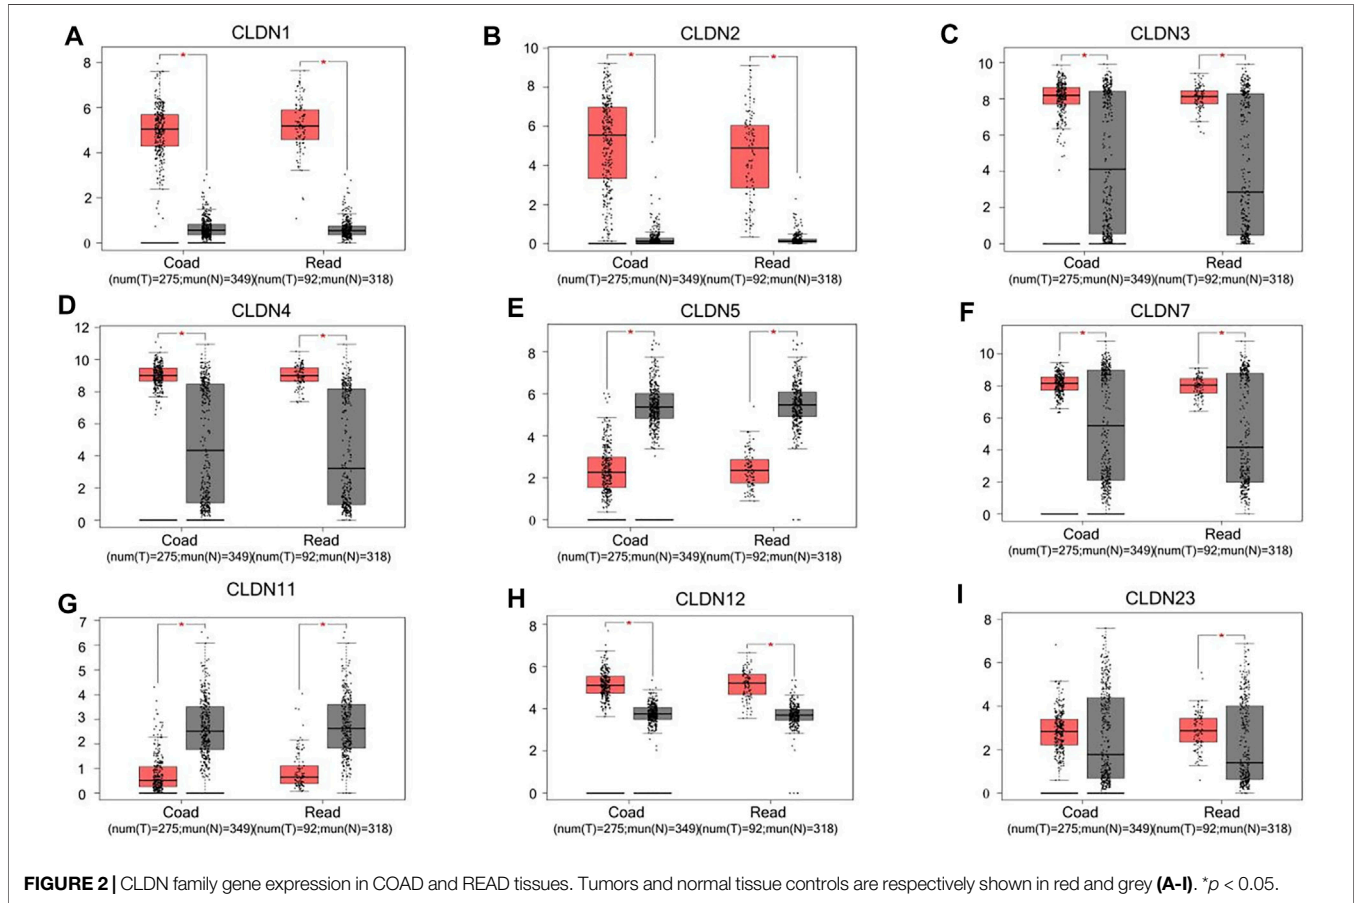 A
CLDN1
8
6
4
2
0
*
*
Coad
Read
(num(T)=275;mun(N)=349)(num(T)=92;mun(N)=318)
B
CLDN2
10
8
6
4
2
0
*
*
Coad
Read
(num(T)=275;mun(N)=349)(num(T)=92;mun(N)=318)
C
CLDN3
10
8
6
4
2
0
*
*
Coad
Read
(num(T)=275;mun(N)=349)(num(T)=92;mun(N)=318)
D
CLDN4
12
10
8
6
4
2
0
*
*
Coad
Read
(num(T)=275;mun(N)=349)(num(T)=92;mun(N)=318)
E
CLDN5
8
6
4
2
0
*
*
Coad
Read
(num(T)=275;mun(N)=349)(num(T)=92;mun(N)=318)
F
CLDN7
10
8
6
4
2
0
*
*
Coad
Read
(num(T)=275;mun(N)=349)(num(T)=92;mun(N)=318)
G
CLDN11
7
6
5
4
3
2
1
0
*
*
Coad
Read
(num(T)=275;mun(N)=349)(num(T)=92;mun(N)=318)
H
CLDN12
8
6
4
2
0
*
*
Coad
Read
(num(T)=275;mun(N)=349)(num(T)=92;mun(N)=318)
I
CLDN23
8
6
4
2
0
*
Coad
Read
(num(T)=275;mun(N)=349)(num(T)=92;mun(N)=318)
FIGURE 2 | CLDN family gene expression in COAD and READ tissues. Tumors and normal tissue controls are respectively shown in red and grey (A-I). *p < 0.05.